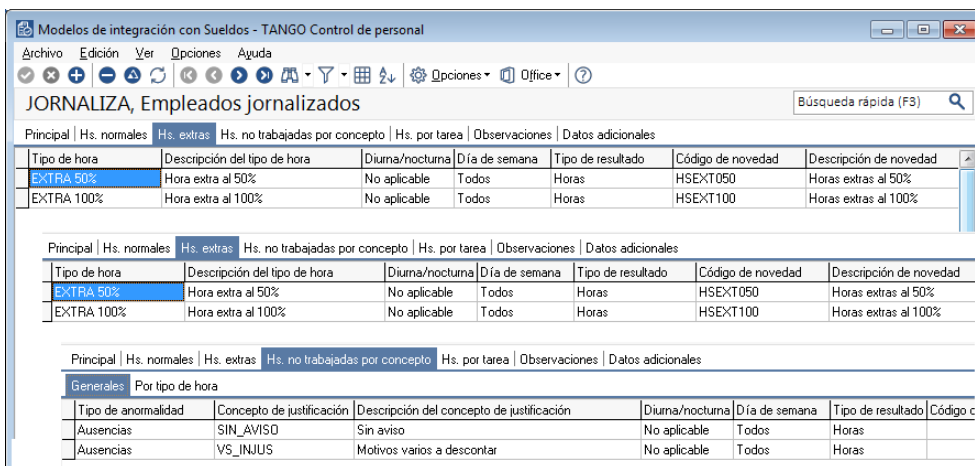 Modelos de integración con Sueldos - TANGO Control de personal
Archivo Edición Ver Opciones Ayuda
Opciones Office
JORNALIZA, Empleados jornalizados Búsqueda rápida (F3)
Principal Hs. normales Hs. extras Hs. no trabajadas por concepto Hs. por tarea Observaciones Datos adicionales
Tipo de hora Descripción del tipo de hora Diurna/nocturna Día de semana Tipo de resultado Código de novedad Descripción de novedad
EXTRA 50% Hora extra al 50% No aplicable Todos Horas HSEXT050 Horas extras al 50%
EXTRA 100% Hora extra al 100% No aplicable Todos Horas HSEXT100 Horas extras al 100%
Principal Hs. normales Hs. extras Hs. no trabajadas por concepto Hs. por tarea Observaciones Datos adicionales
Tipo de hora Descripción del tipo de hora Diurna/nocturna Día de semana Tipo de resultado Código de novedad Descripción de novedad
EXTRA 50% Hora extra al 50% No aplicable Todos Horas HSEXT050 Horas extras al 50%
EXTRA 100% Hora extra al 100% No aplicable Todos Horas HSEXT100 Horas extras al 100%
Principal Hs. normales Hs. extras Hs. no trabajadas por concepto Hs. por tarea Observaciones Datos adicionales
Generales Por tipo de hora
Tipo de anormalidad Concepto de justificación Descripción del concepto de justificación Diurna/nocturna Día de semana Tipo de resultado Código
Ausencias SIN_AVISO Sin aviso No aplicable Todos Horas
Ausencias VS_INJUS Motivos varios a descontar No aplicable Todos Horas